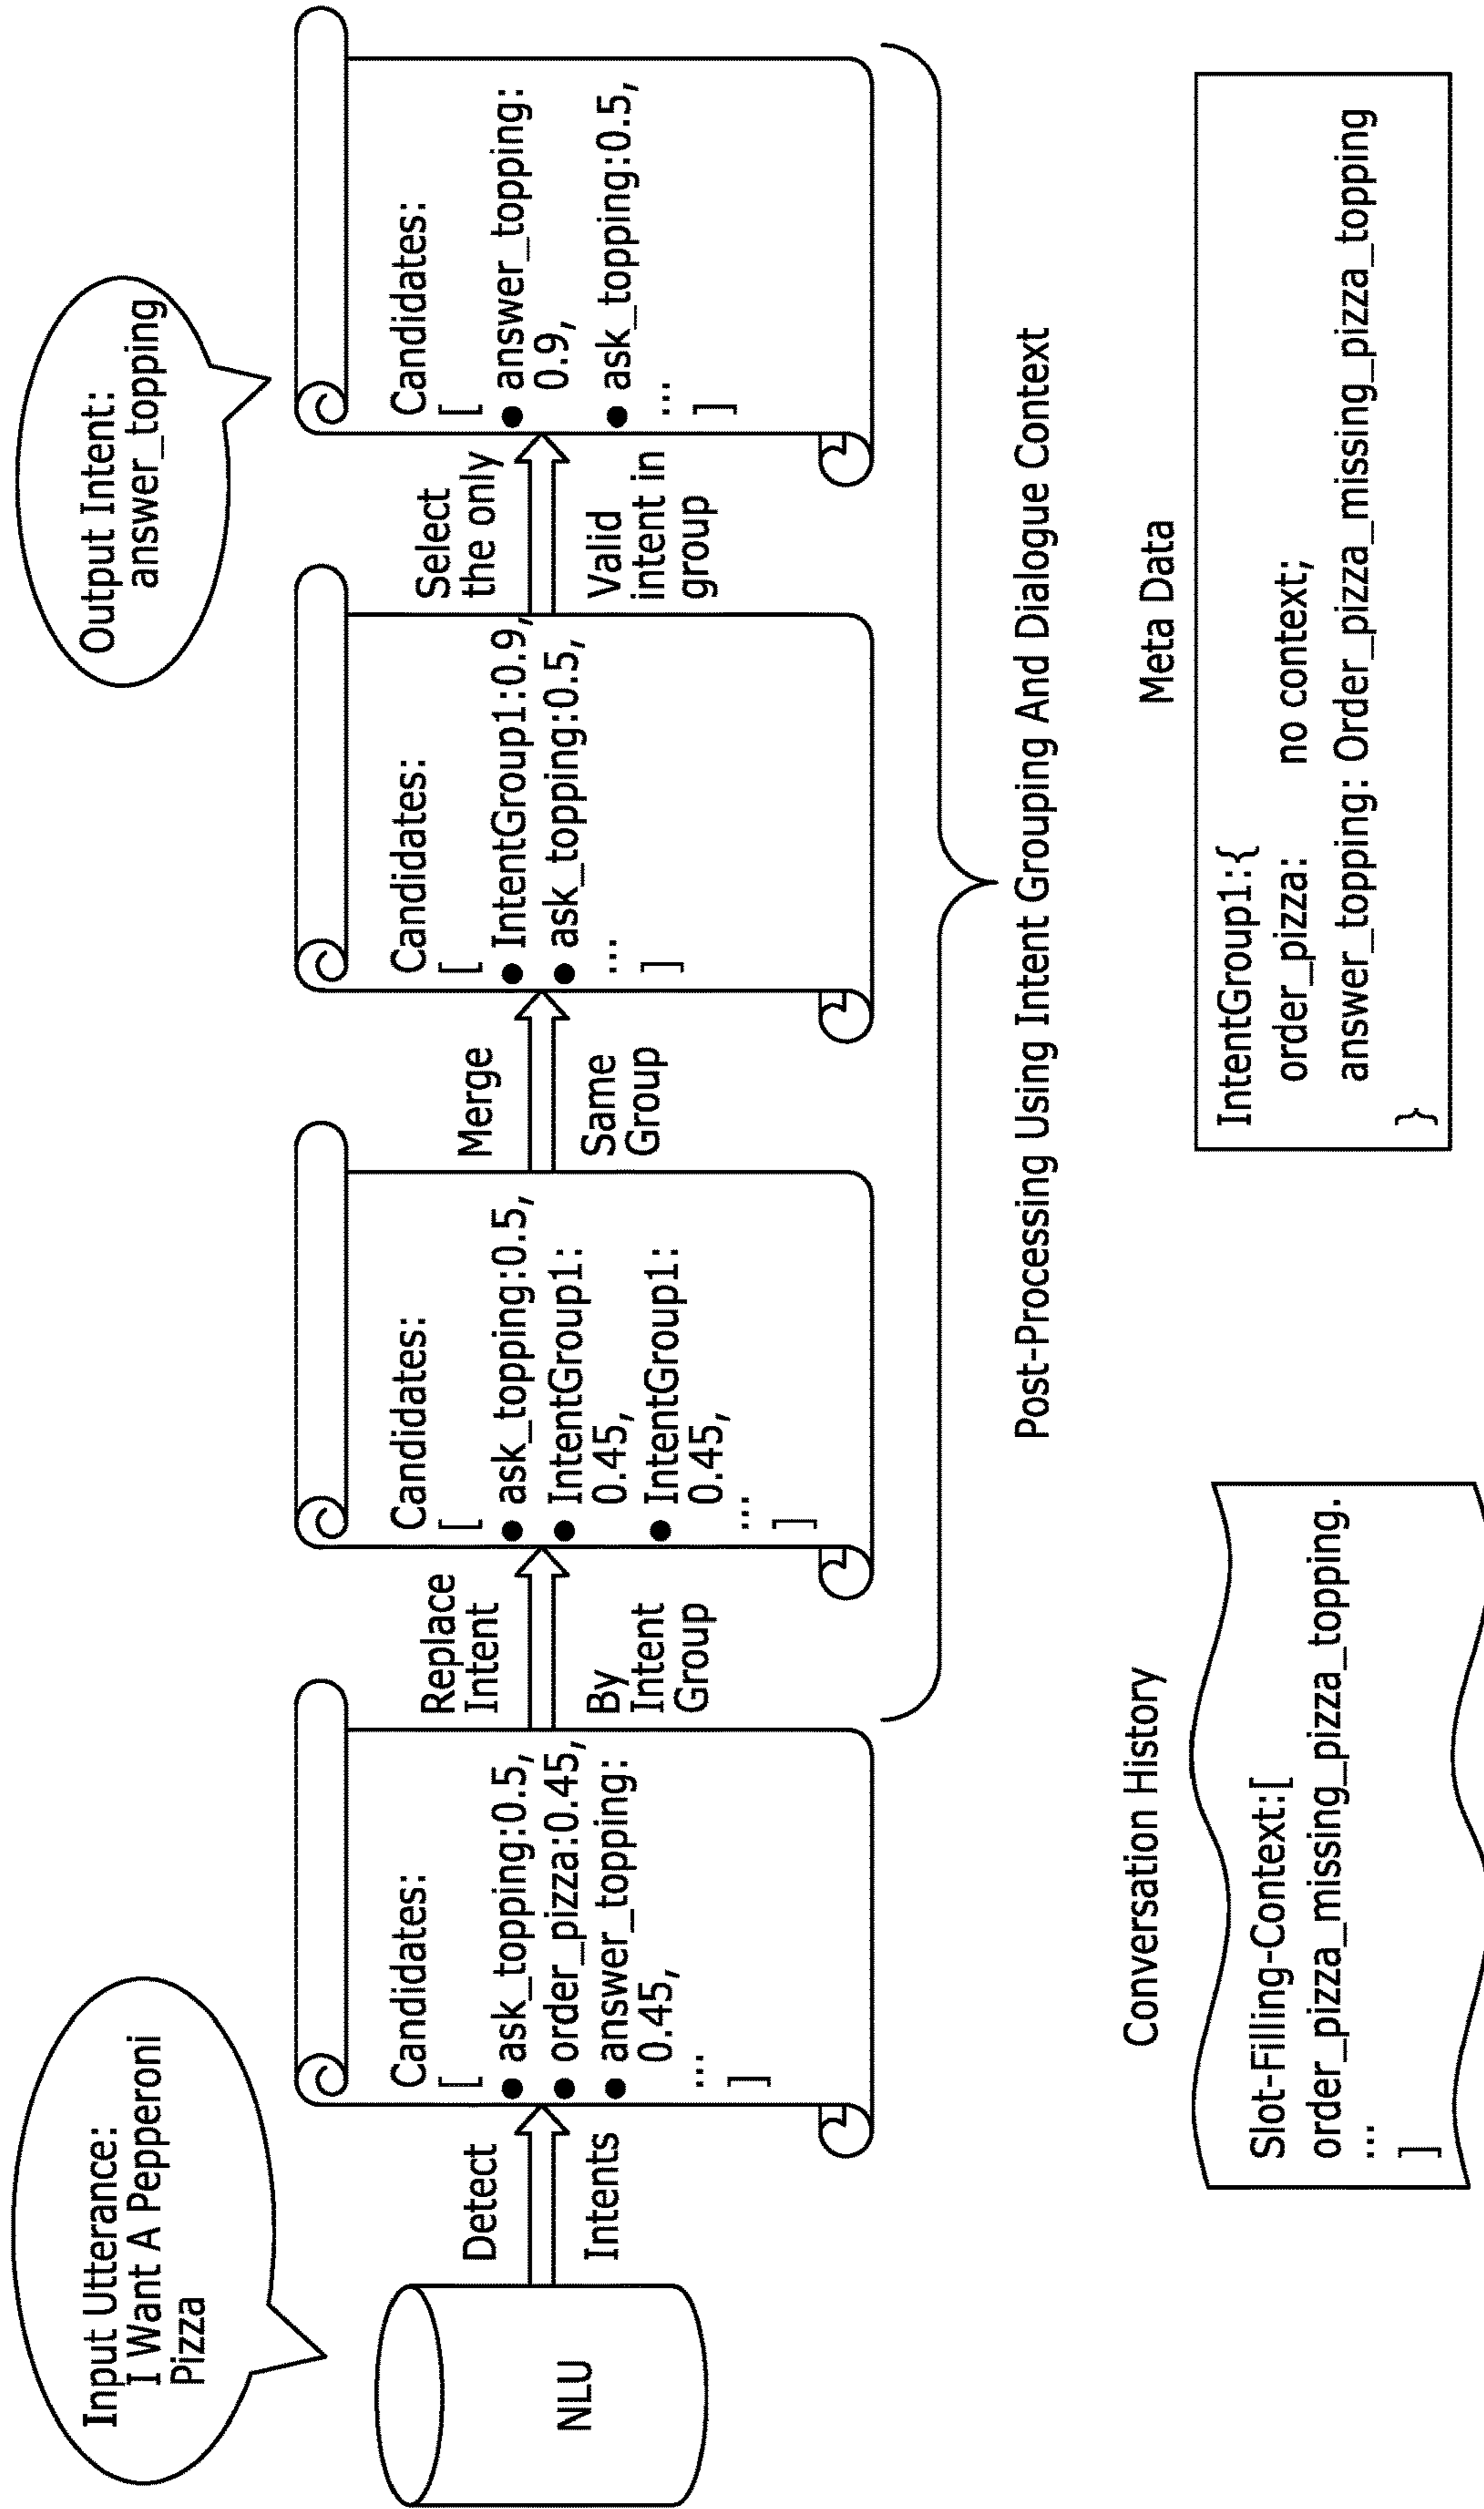 Input Utterance:
I Want A Pepperoni
Pizza
NLU
Detect
Intents
Candidates:
[
● ask_topping:0.5,
● order_pizza:0.45,
● answer_topping:
0.45,
...
]
Replace
Intent
By
Intent
Group
Candidates:
[
● ask_topping:0.5,
● IntentGroup1:
0.45,
● IntentGroup1:
0.45,
...
]
Merge
Same
Group
Candidates:
[
● IntentGroup1:0.9,
● ask_topping:0.5,
...
]
Select
the only
Valid
intent in
group
Output Intent:
answer_topping
Candidates:
[
● answer_topping:
0.9,
● ask_topping:0.5,
...
]
Post-Processing Using Intent Grouping And Dialogue Context
Conversation History
Slot-Filling-Context:[
order_pizza_missing_pizza_topping.
...
]
Meta Data
IntentGroup1:{
order_pizza: no context;
answer_topping: Order_pizza_missing_pizza_topping
}